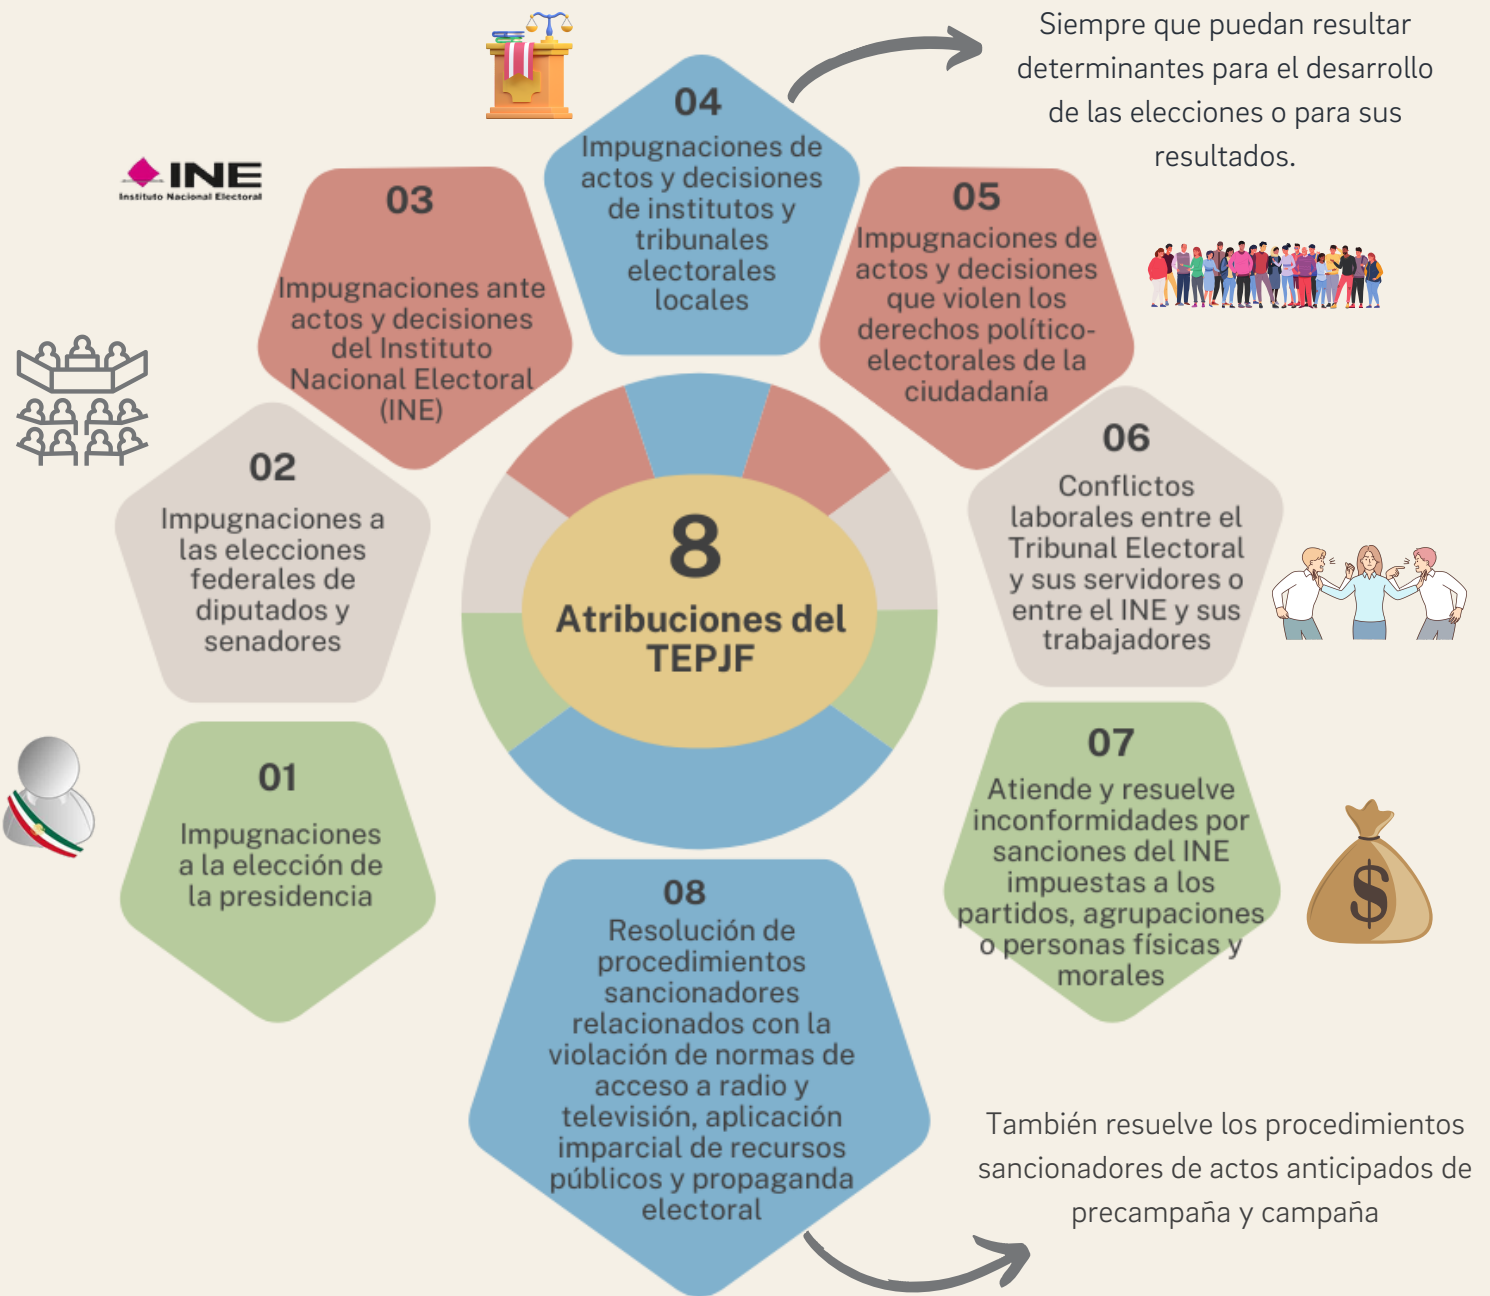 Siempre que puedan resultar
determinantes para el desarrollo
de las elecciones o para sus
resultados.
04
Impugnaciones de
actos y decisiones
de institutos y
tribunales
electorales
locales
INE
Instituto Nacional Electoral
03
Impugnaciones ante
actos y decisiones
del Instituto
Nacional Electoral
(INE)
05
Impugnaciones de
actos y decisiones
que violen los
derechos político-
electorales de la
ciudadanía
02
Impugnaciones a
las elecciones
federales de
diputados y
senadores
8
Atribuciones del
TEPJF
06
Conflictos
laborales entre el
Tribunal Electoral
y sus servidores o
entre el INE y sus
trabajadores
01
Impugnaciones
a la elección de
la presidencia
07
Atiende y resuelve
inconformidades por
sanciones del INE
impuestas a los
partidos, agrupaciones
o personas físicas y
morales
$
08
Resolución de
procedimientos
sancionadores
relacionados con la
violación de normas de
acceso a radio y
televisión, aplicación
imparcial de recursos
públicos y propaganda
electoral
También resuelve los procedimientos
sancionadores de actos anticipados de
precampaña y campaña